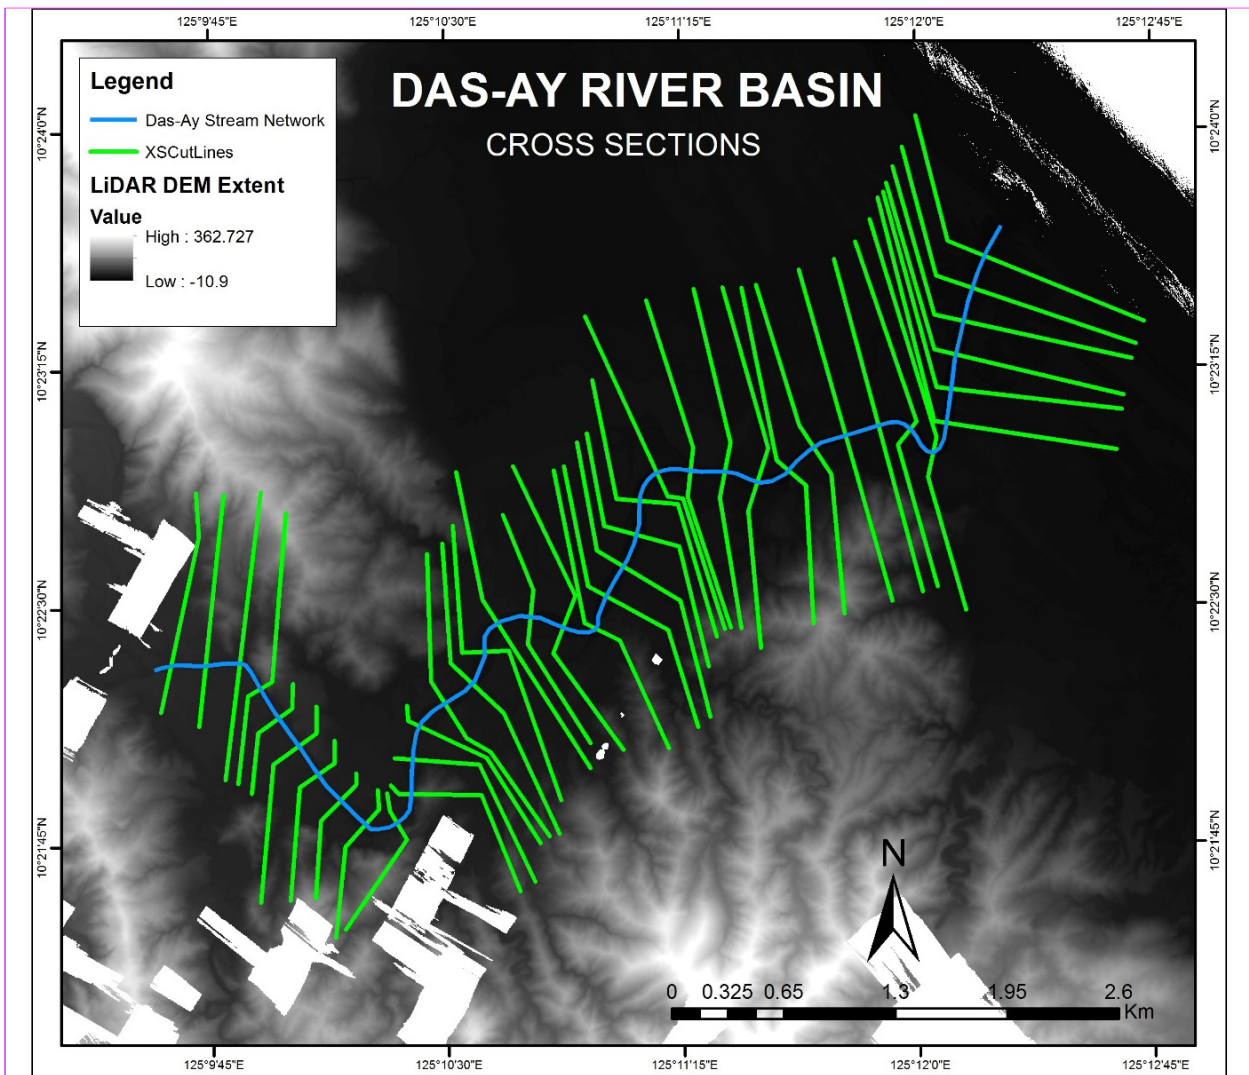 125°9'45"E 125°10'30"E 125°11'15"E 125°12'0"E 125°12'45"E
DAS-AY RIVER BASIN
CROSS SECTIONS
Legend
Das-Ay Stream Network
XSCutLines
LiDAR DEM Extent
Value
High : 362.727
Low : -10.9
10°24'0"N
10°23'15"N
10°22'30"N
10°21'45"N
10°24'0"N
10°23'15"N
10°22'30"N
10°21'45"N
N
0 0.325 0.65 1.3 1.95 2.6
Km
125°9'45"E 125°10'30"E 125°11'15"E 125°12'0"E 125°12'45"E